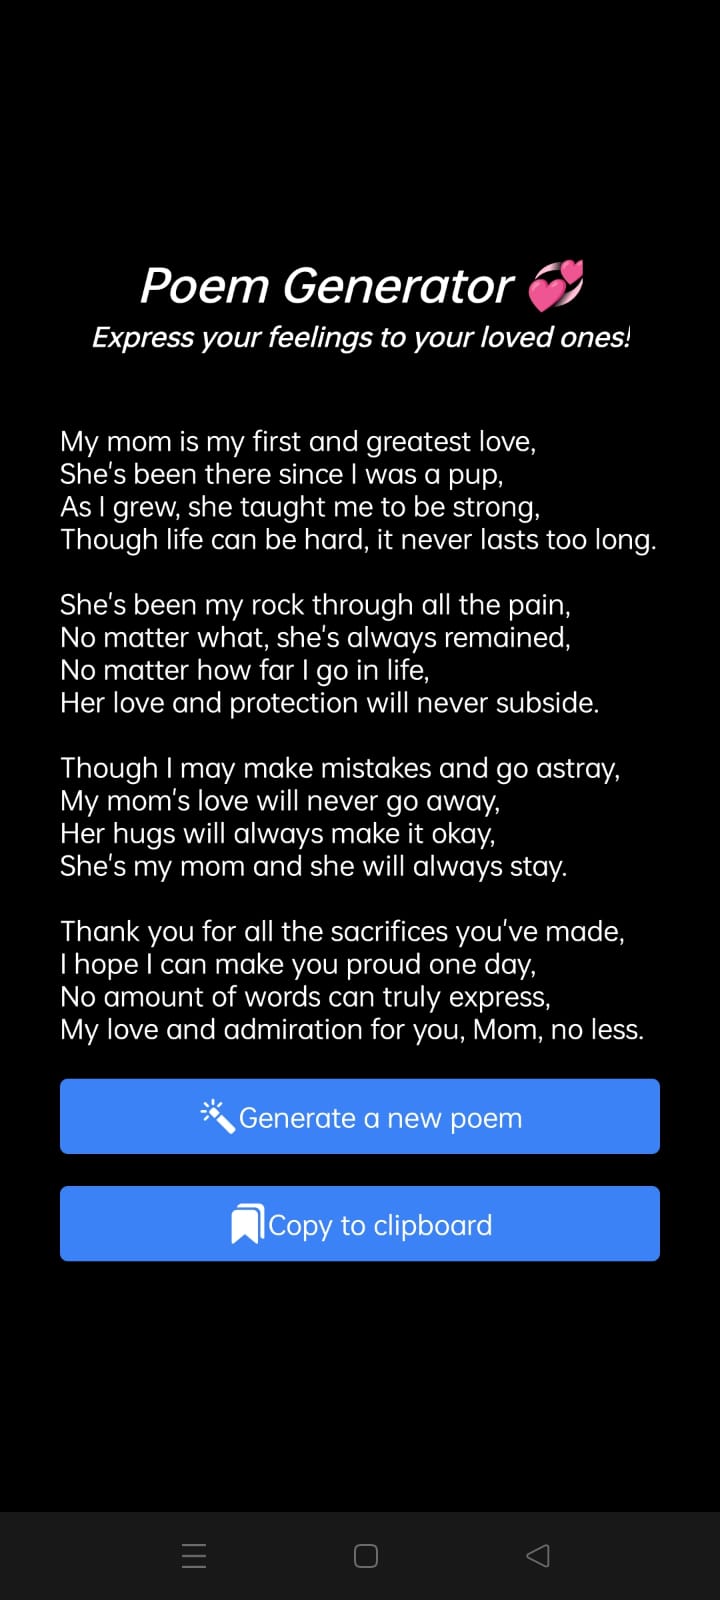 Poem Generator 💞
Express your feelings to your loved ones!
My mom is my first and greatest love,
She's been there since I was a pup,
As I grew, she taught me to be strong,
Though life can be hard, it never lasts too long.
She's been my rock through all the pain,
No matter what, she's always remained,
No matter how far I go in life,
Her love and protection will never subside.
Though I may make mistakes and go astray,
My mom's love will never go away,
Her hugs will always make it okay,
She's my mom and she will always stay.
Thank you for all the sacrifices you've made,
I hope I can make you proud one day,
No amount of words can truly express,
My love and admiration for you, Mom, no less.
Generate a new poem
Copy to clipboard